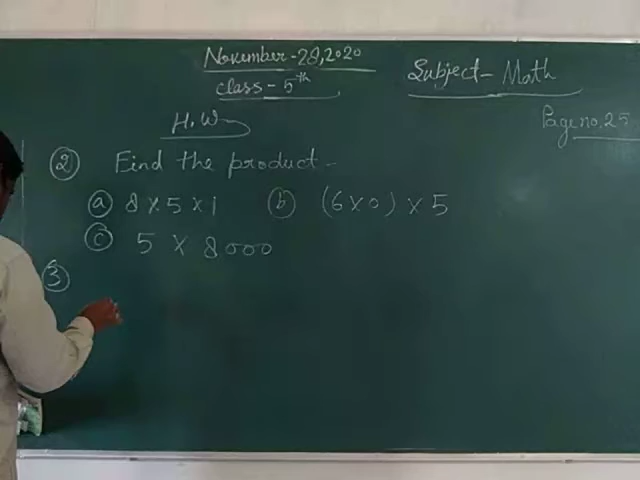 November - 28, 2020
Class - 5th
Subject - Math
Page no. 25
H.W
② Find the product -
ⓐ 8 × 5 × 1 ⓑ (6 × 0) × 5
ⓒ 5 × 8000
③